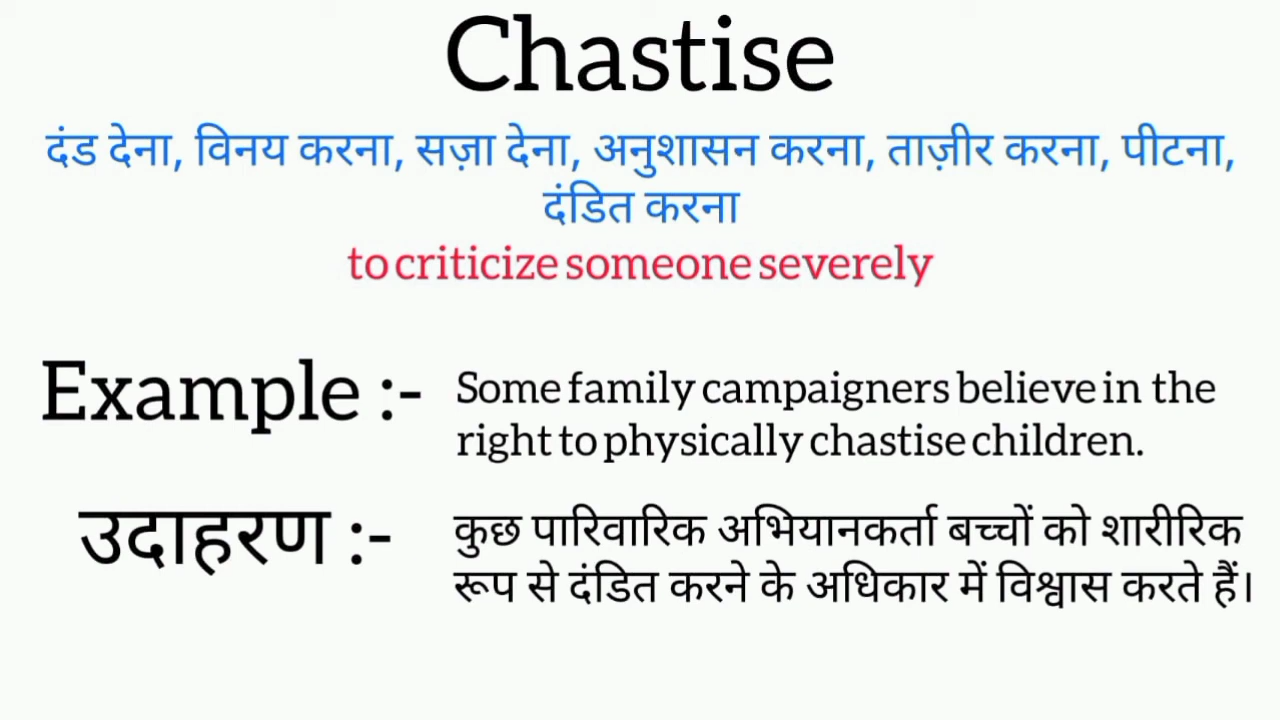 Chastise
दंड देना, विनय करना, सज़ा देना, अनुशासन करना, ताज़ीर करना, पीटना,
दंडित करना
to criticize someone severely
Example :- Some family campaigners believe in the
right to physically chastise children.
उदाहरण :- कुछ पारिवारिक अभियानकर्ता बच्चों को शारीरिक
रूप से दंडित करने के अधिकार में विश्वास करते हैं।